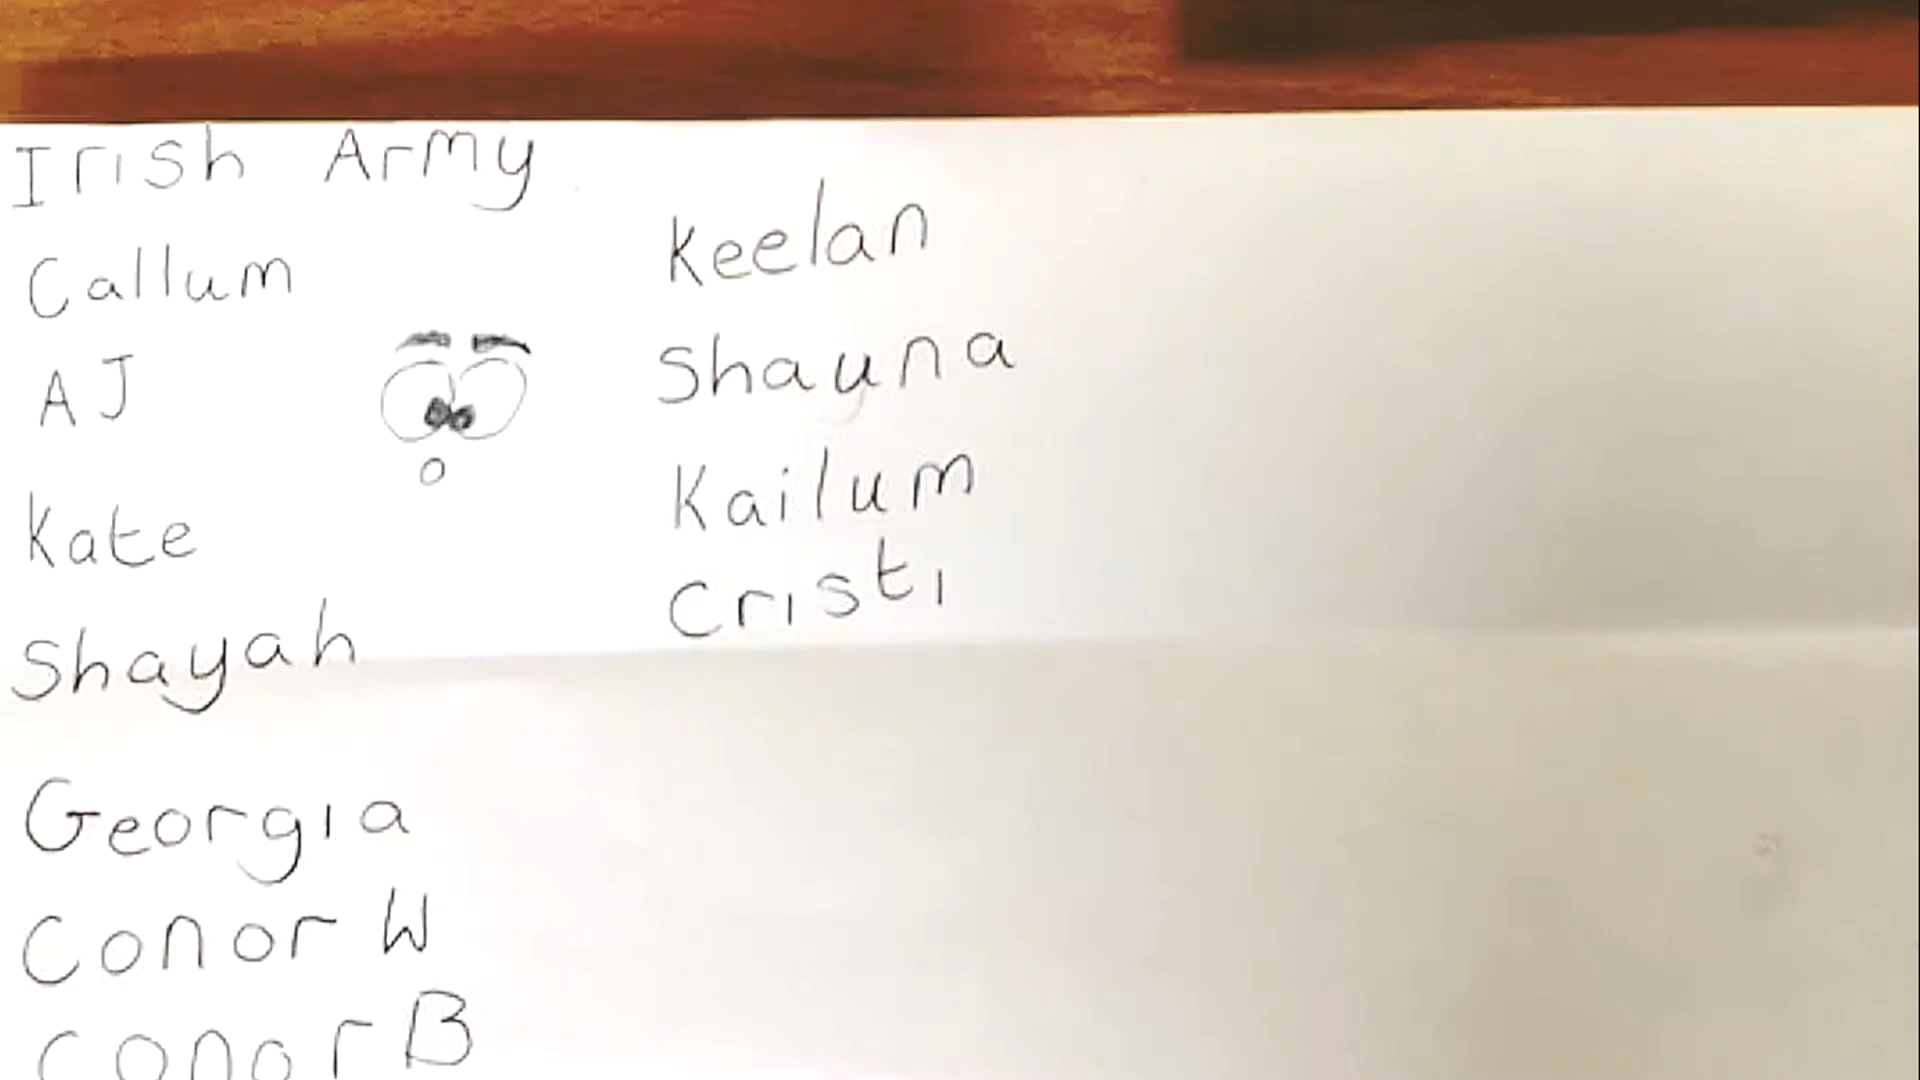 Irish Army
Callum
AJ
Kate
Shayah
Georgia
Conor W
Conor B
Keelan
Shauna
Kailum
Cristi